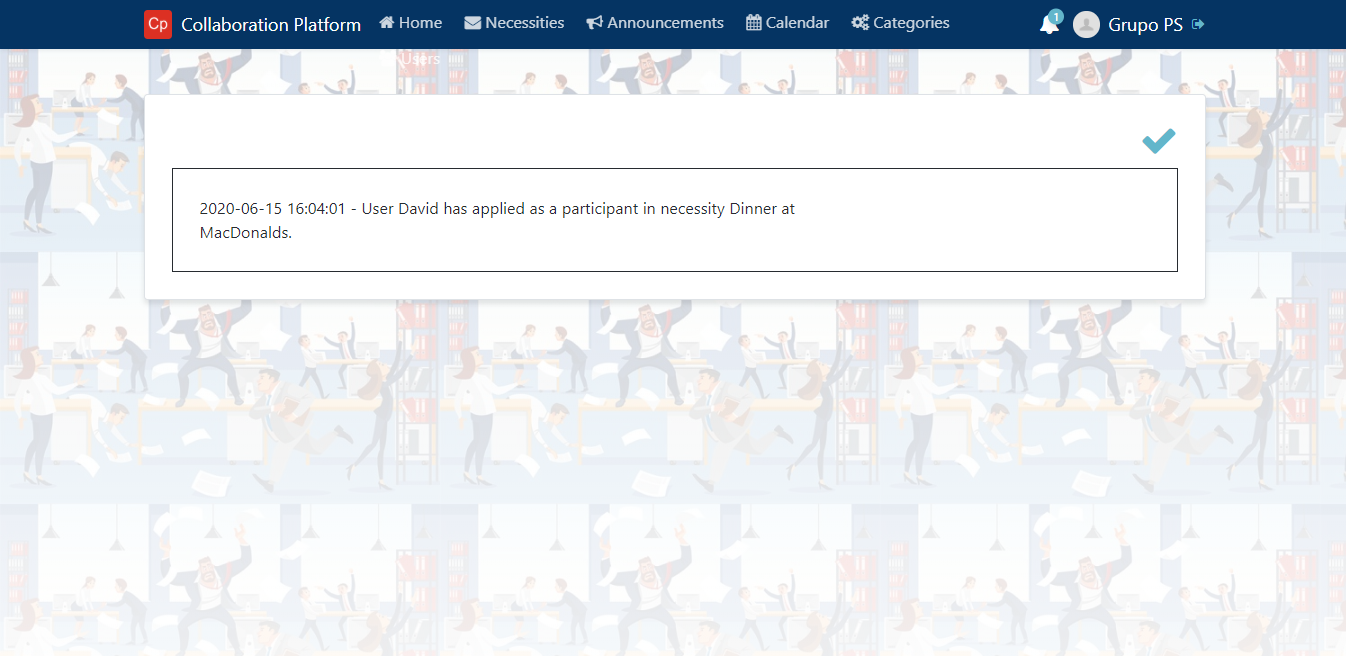 Cp Collaboration Platform Home Necessities Announcements Calendar Categories 1 Grupo PS
Users
2020-06-15 16:04:01 - User David has applied as a participant in necessity Dinner at
MacDonalds.